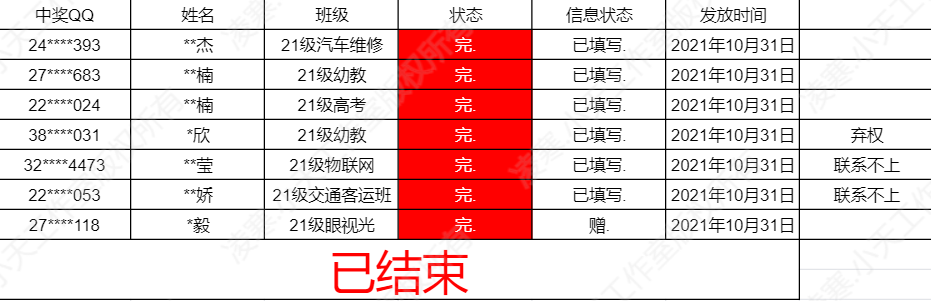 中奖QQ 姓名 班级 状态 信息状态 发放时间
24****393 **杰 21级汽车维修 完. 已填写. 2021年10月31日
27****683 **楠 21级幼教 完. 已填写. 2021年10月31日
22****024 **楠 21级高考 完. 已填写. 2021年10月31日
38****031 *欣 21级幼教 完. 已填写. 2021年10月31日 弃权
32****4473 **莹 21级物联网 完. 已填写. 2021年10月31日 联系不上
22****053 **娇 21级交通客运班 完. 已填写. 2021年10月31日 联系不上
27****118 *毅 21级眼视光 完. 赠. 2021年10月31日
已结束